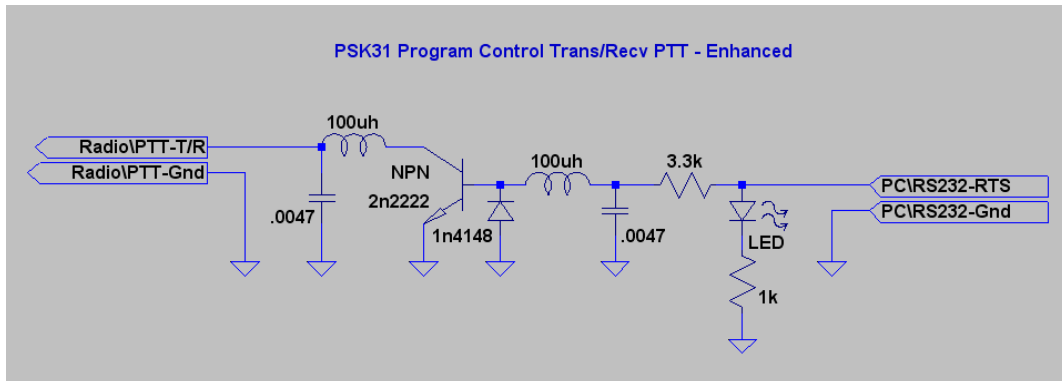 PSK31 Program Control Trans/Recv PTT - Enhanced
100uh
Radio\PTT-T/R
Radio\PTT-Gnd
NPN
2n2222
.0047
1n4148
100uh
3.3k
.0047
PC\RS232-RTS
PC\RS232-Gnd
LED
1k